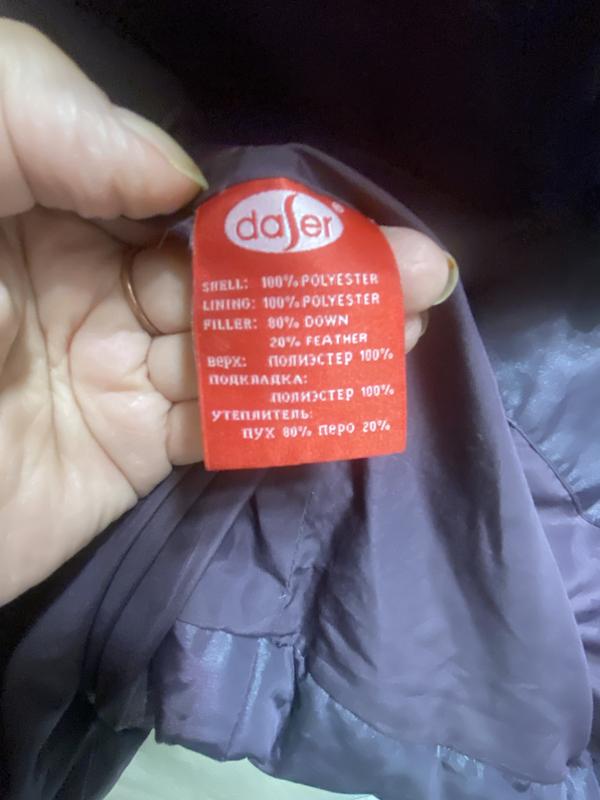 daser®
SHELL: 100% POLYESTER
LINING: 100% POLYESTER
FILLER: 80% DOWN
20% FEATHER
верх: ПОЛИЭСТЕР 100%
ПОДКЛАДКА:
ПОЛИЭСТЕР 100%
УТЕПЛИТЕЛЬ:
ПУХ 80% перо 20%